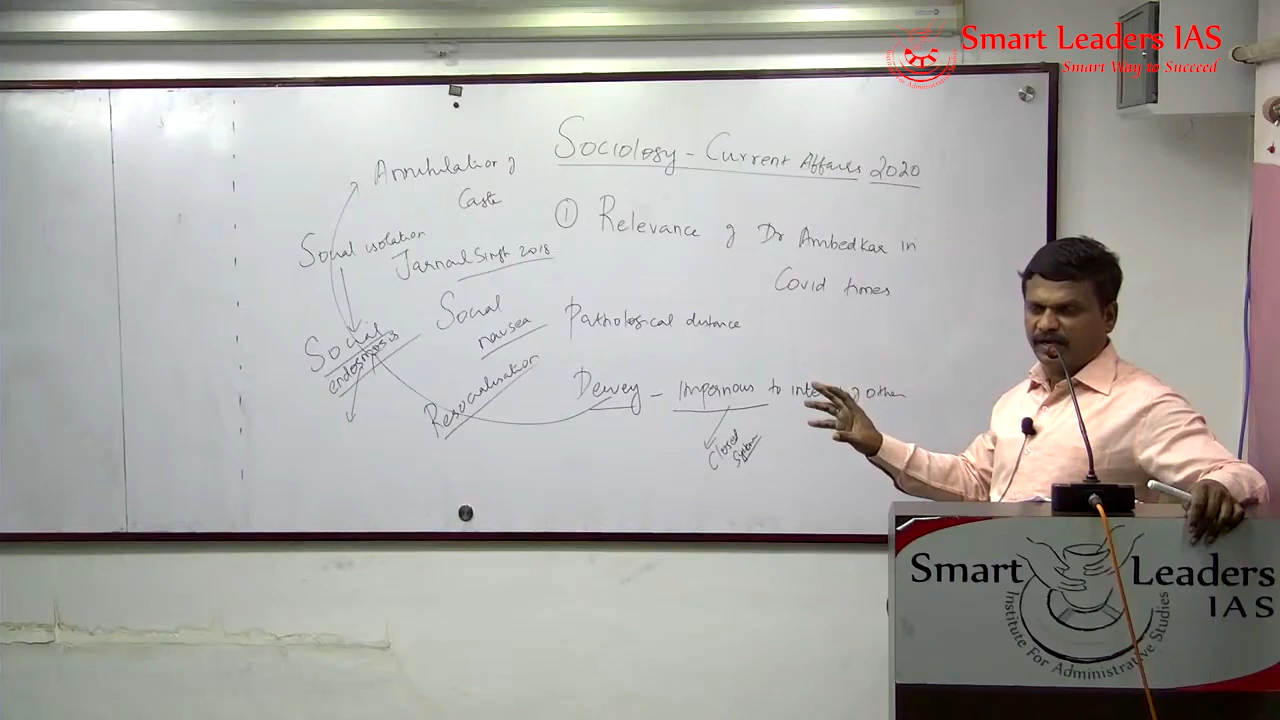 Smart Leaders IAS
Smart Way to Succeed
Sociology - Current Affairs 2020
① Relevance of Dr Ambedkar in
Covid times
Annihilation of
Caste
Social isolation
Jarnail Singh 2018
Social
endosmosis
Social
nausea
Pathological distance
Resocialisation
Dewey - Impervious to of other
Closed
System
Smart Leaders
IAS
Institute For Administrative Studies